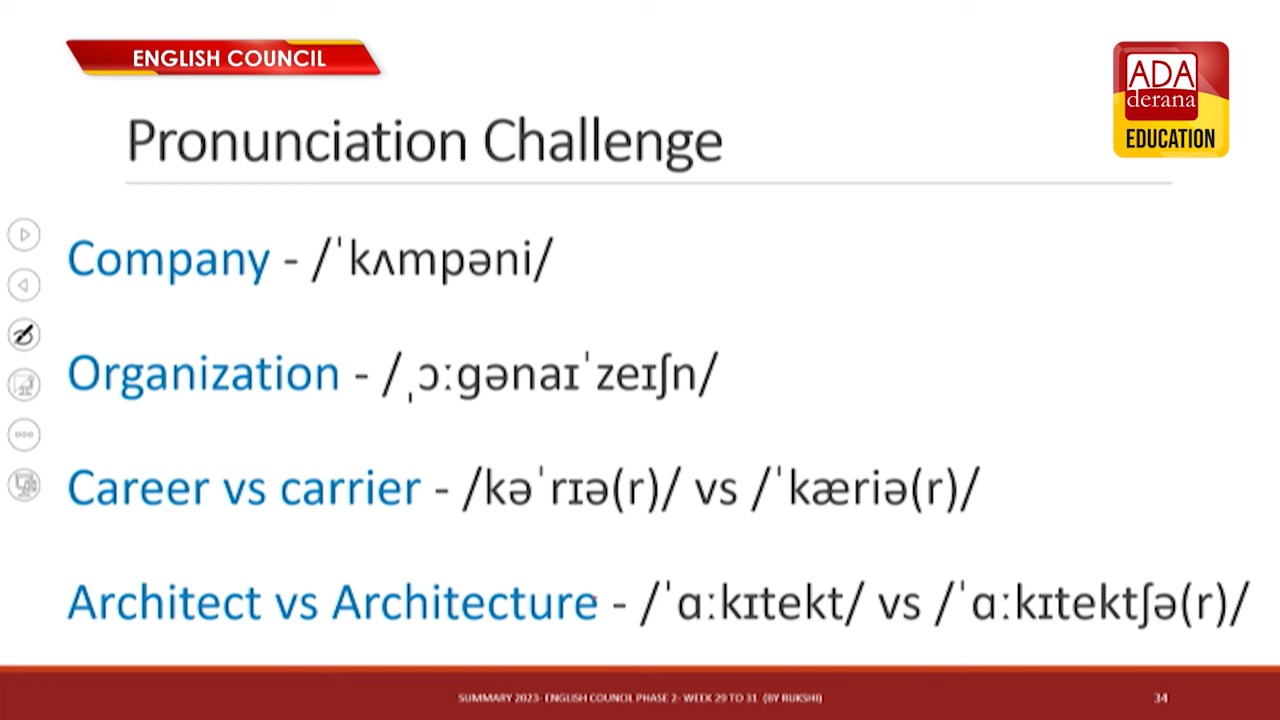 ENGLISH COUNCIL
ADA
derana
EDUCATION
Pronunciation Challenge
Company - /ˈkʌmpəni/
Organization - /ˌɔːɡənaɪˈzeɪʃn/
Career vs carrier - /kəˈrɪə(r)/ vs /ˈkæriə(r)/
Architect vs Architecture - /ˈɑːkɪtekt/ vs /ˈɑːkɪtektʃə(r)/
SUMMARY 2023- ENGLISH COUNCIL PHASE 2- WEEK 29 TO 31 (BY RUKSHI)
34